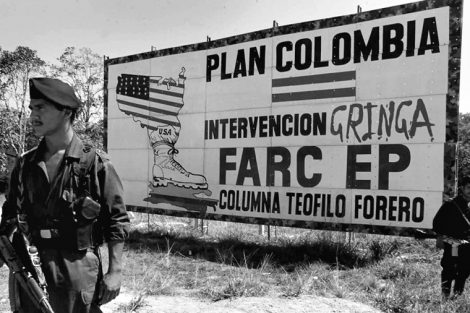 PLAN COLOMBIA
USA
INTERVENCION GRINGA
FARC EP
COLUMNA TEOFILO FORERO